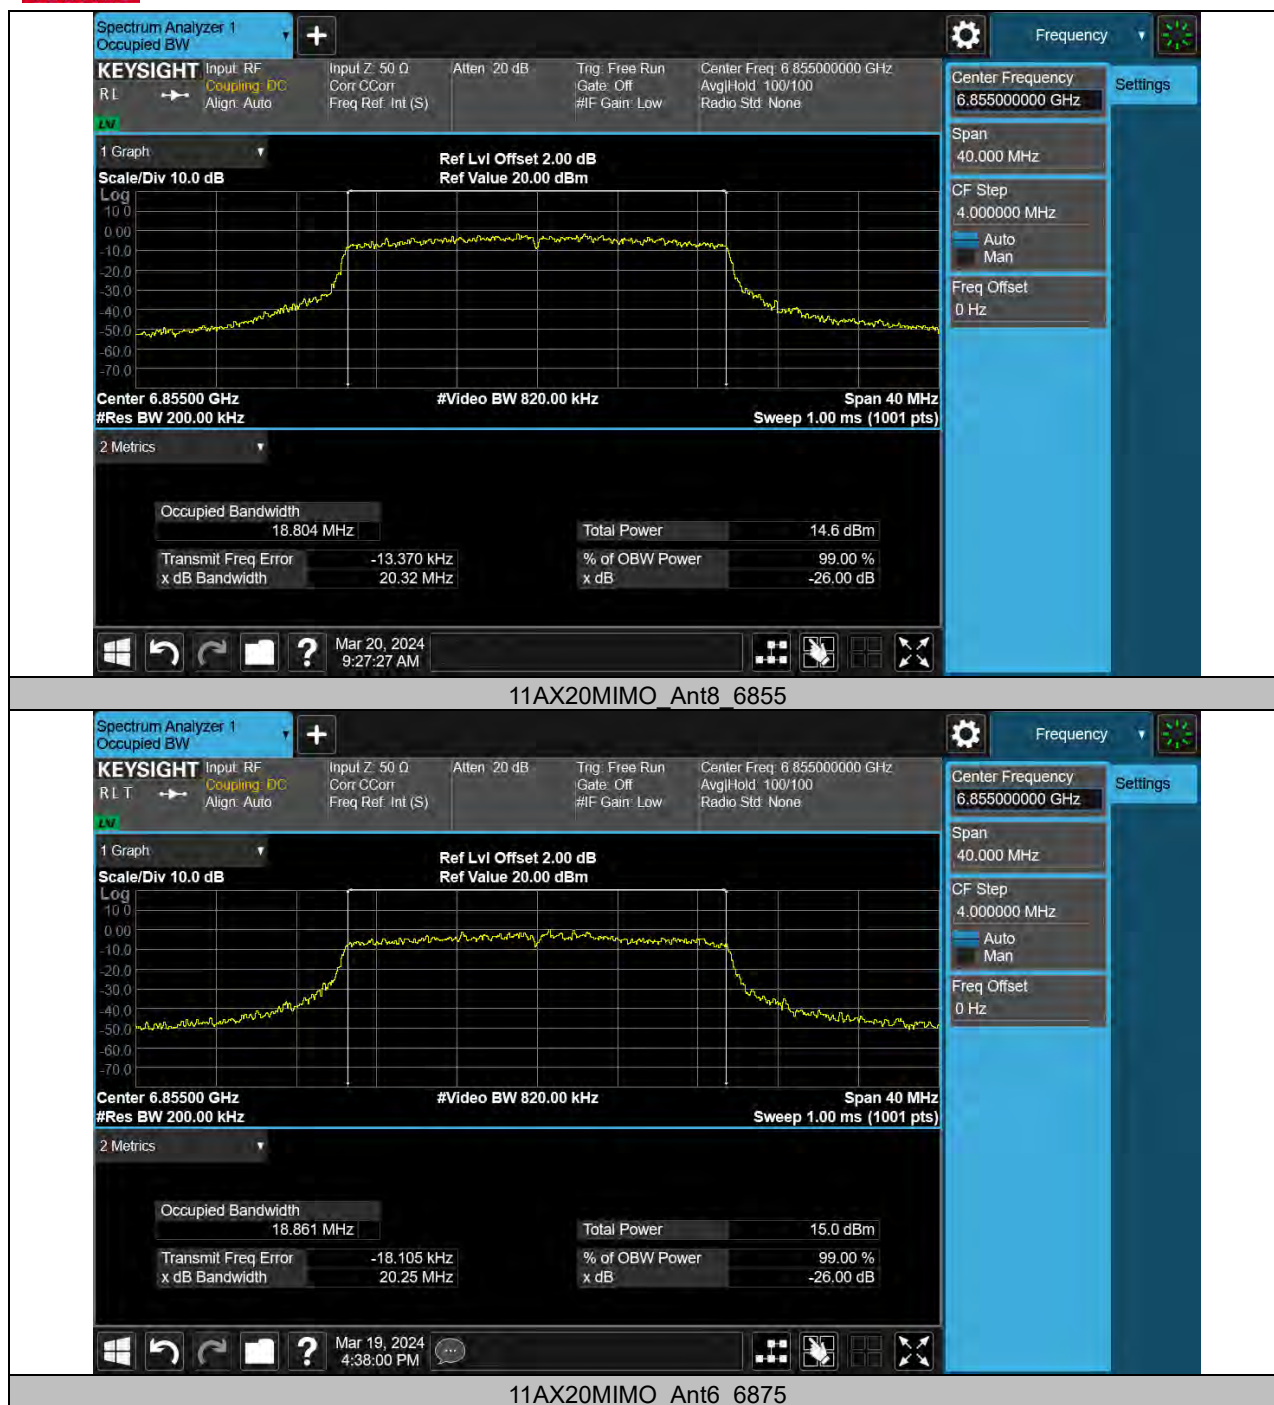 Spectrum Analyzer 1
Occupied BW
Frequency
KEYSIGHT
RL
LXI
Input: RF
Coupling: DC
Align: Auto
Input Z: 50 Ω
Corr CCorr
Freq Ref: Int (S)
Atten: 20 dB
Trig: Free Run
Gate: Off
#IF Gain: Low
Center Freq: 6.855000000 GHz
Avg|Hold: 100/100
Radio Std: None
Center Frequency
6.855000000 GHz
Settings
Span
40.000 MHz
CF Step
4.000000 MHz
Auto
Man
Freq Offset
0 Hz
1 Graph
Scale/Div 10.0 dB
Ref Lvl Offset 2.00 dB
Ref Value 20.00 dBm
Log
10.0
0.00
-10.0
-20.0
-30.0
-40.0
-50.0
-60.0
-70.0
Center 6.85500 GHz
#Video BW 820.00 kHz
Span 40 MHz
#Res BW 200.00 kHz
Sweep 1.00 ms (1001 pts)
2 Metrics
Occupied Bandwidth
18.804 MHz
Total Power 14.6 dBm
Transmit Freq Error -13.370 kHz
% of OBW Power 99.00 %
x dB Bandwidth 20.32 MHz
x dB -26.00 dB
?
Mar 20, 2024
9:27:27 AM
11AX20MIMO_Ant8_6855
Spectrum Analyzer 1
Occupied BW
Frequency
KEYSIGHT
RLT
LXI
Input: RF
Coupling: DC
Align: Auto
Input Z: 50 Ω
Corr CCorr
Freq Ref: Int (S)
Atten: 20 dB
Trig: Free Run
Gate: Off
#IF Gain: Low
Center Freq: 6.855000000 GHz
Avg|Hold: 100/100
Radio Std: None
Center Frequency
6.855000000 GHz
Settings
Span
40.000 MHz
CF Step
4.000000 MHz
Auto
Man
Freq Offset
0 Hz
1 Graph
Scale/Div 10.0 dB
Ref Lvl Offset 2.00 dB
Ref Value 20.00 dBm
Log
10.0
0.00
-10.0
-20.0
-30.0
-40.0
-50.0
-60.0
-70.0
Center 6.85500 GHz
#Video BW 820.00 kHz
Span 40 MHz
#Res BW 200.00 kHz
Sweep 1.00 ms (1001 pts)
2 Metrics
Occupied Bandwidth
18.861 MHz
Total Power 15.0 dBm
Transmit Freq Error -18.105 kHz
% of OBW Power 99.00 %
x dB Bandwidth 20.25 MHz
x dB -26.00 dB
?
Mar 19, 2024
4:38:00 PM
11AX20MIMO_Ant6_6875